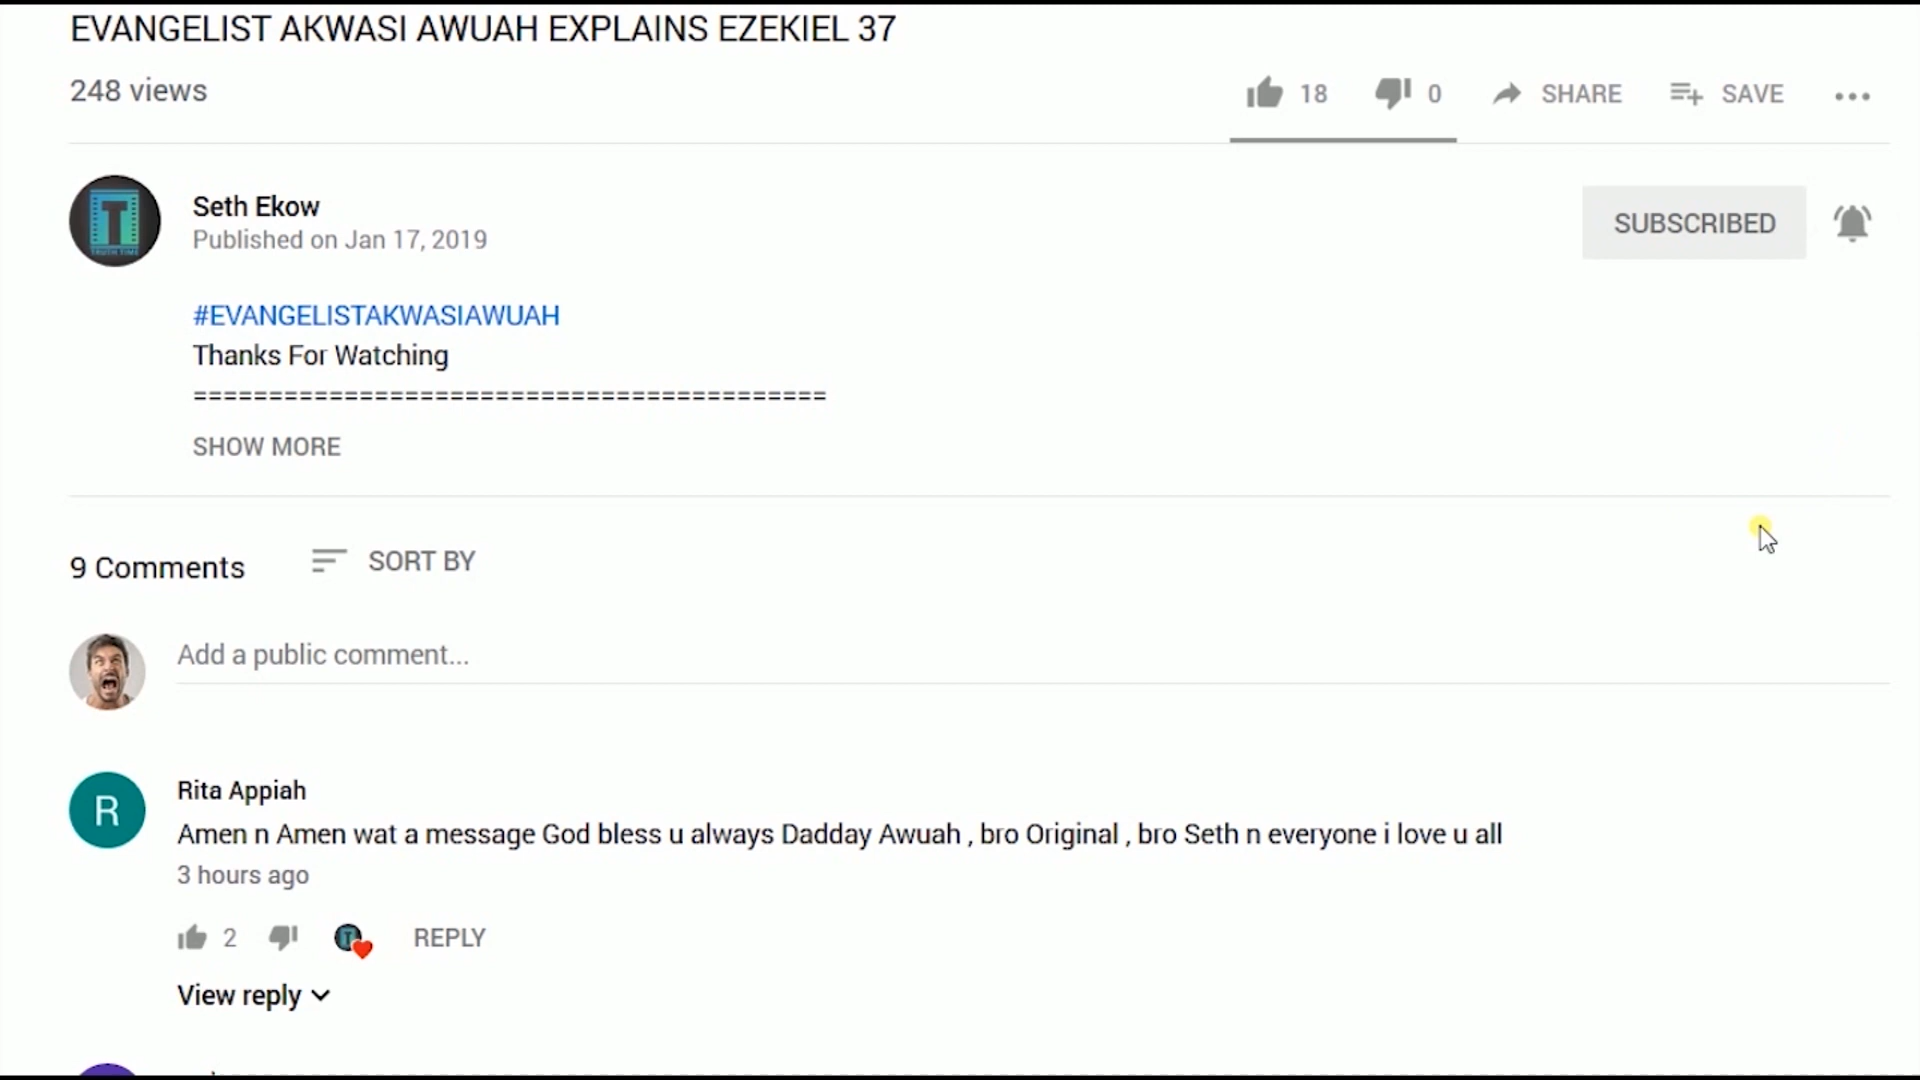 EVANGELIST AKWASI AWUAH EXPLAINS EZEKIEL 37
248 views
18
0
SHARE
SAVE
T
TRUTH TIME
Seth Ekow
Published on Jan 17, 2019
SUBSCRIBED
#EVANGELISTAKWASIAWUAH
Thanks For Watching
==========================================
SHOW MORE
9 Comments
SORT BY
Add a public comment...
R
Rita Appiah
Amen n Amen wat a message God bless u always Dadday Awuah , bro Original , bro Seth n everyone i love u all
3 hours ago
2
T
REPLY
View reply